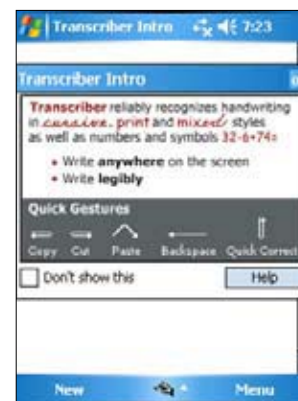 Transcriber Intro 7:23
Transcriber Intro
Transcriber reliably recognizes handwriting
in cursive, print and mixed styles
as well as numbers and symbols 32-6+74=
• Write anywhere on the screen
• Write legibly
Quick Gestures
Copy Cut Paste Backspace Quick Correct
Don't show this Help
New Menu